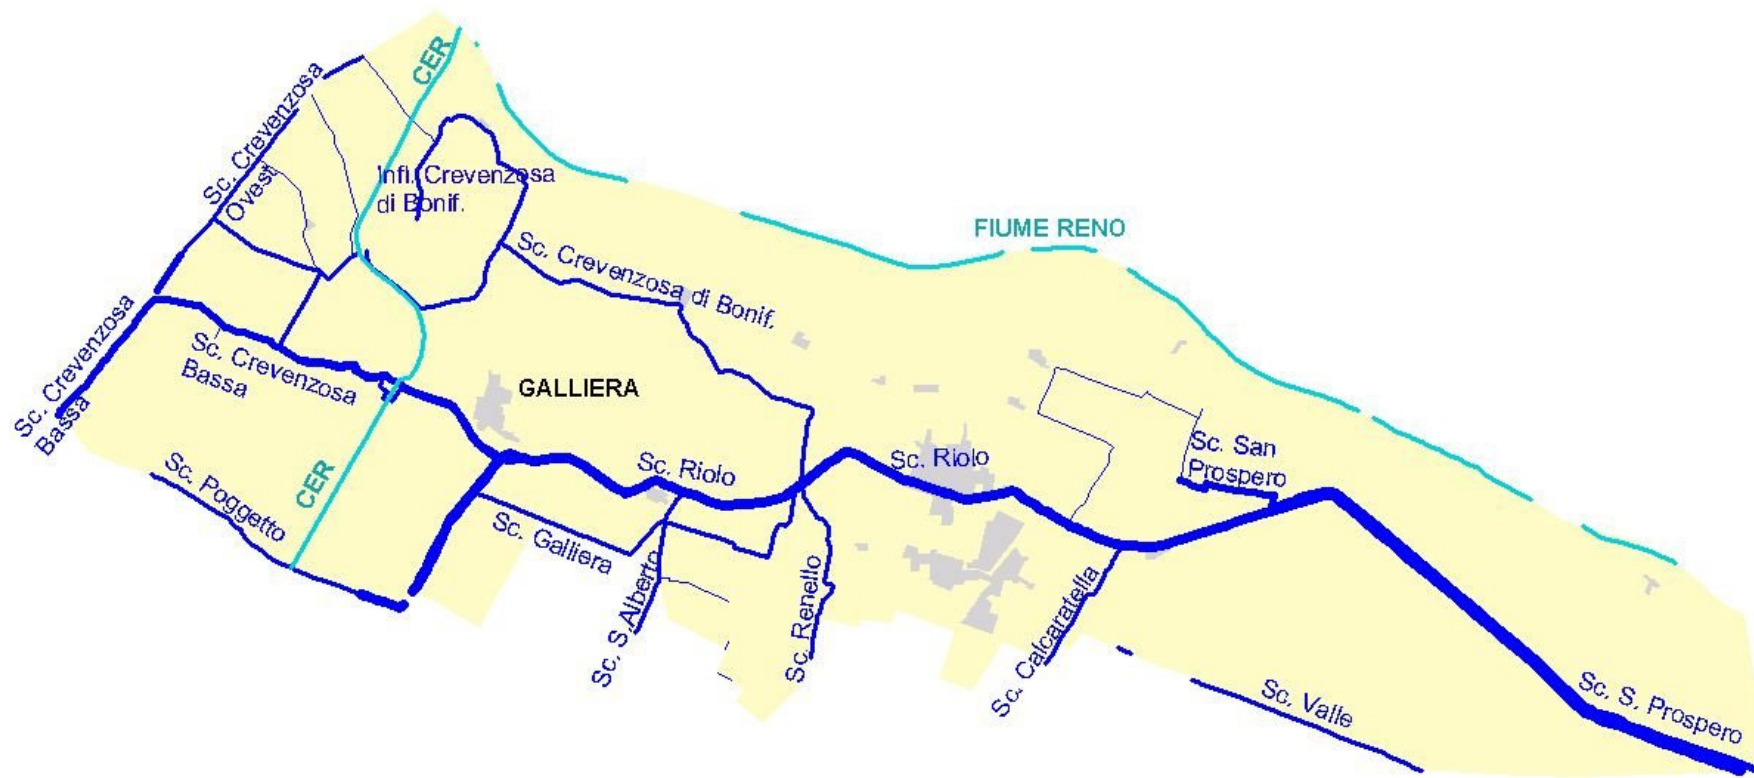 CER
Sc. Crevenzosa
Ovest
Infl. Crevenzosa
di Bonif.
FIUME RENO
Sc. Crevenzosa di Bonif.
Sc. Crevenzosa
Bassa
Sc. Crevenzosa
Bassa
GALLIERA
Sc. San
Prospero
Sc. Riolo
Sc. Riolo
Sc. Poggetto
CER
Sc. Galliera
Sc. S.Alberto
Sc. Renello
Sc. Calcaratella
Sc. Valle
Sc. S. Prospero